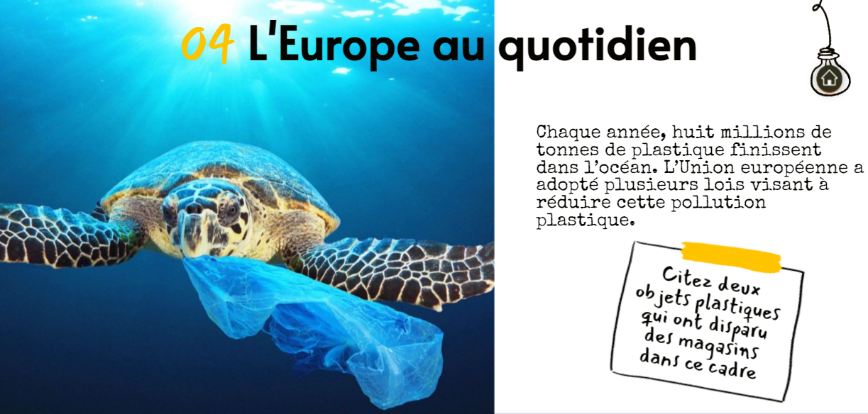 04 L'Europe au quotidien
Chaque année, huit millions de
tonnes de plastique finissent
dans l'océan. L'Union européenne a
adopté plusieurs lois visant à
réduire cette pollution
plastique.
Citez deux
objets plastiques
qui ont disparu
des magasins
dans ce cadre